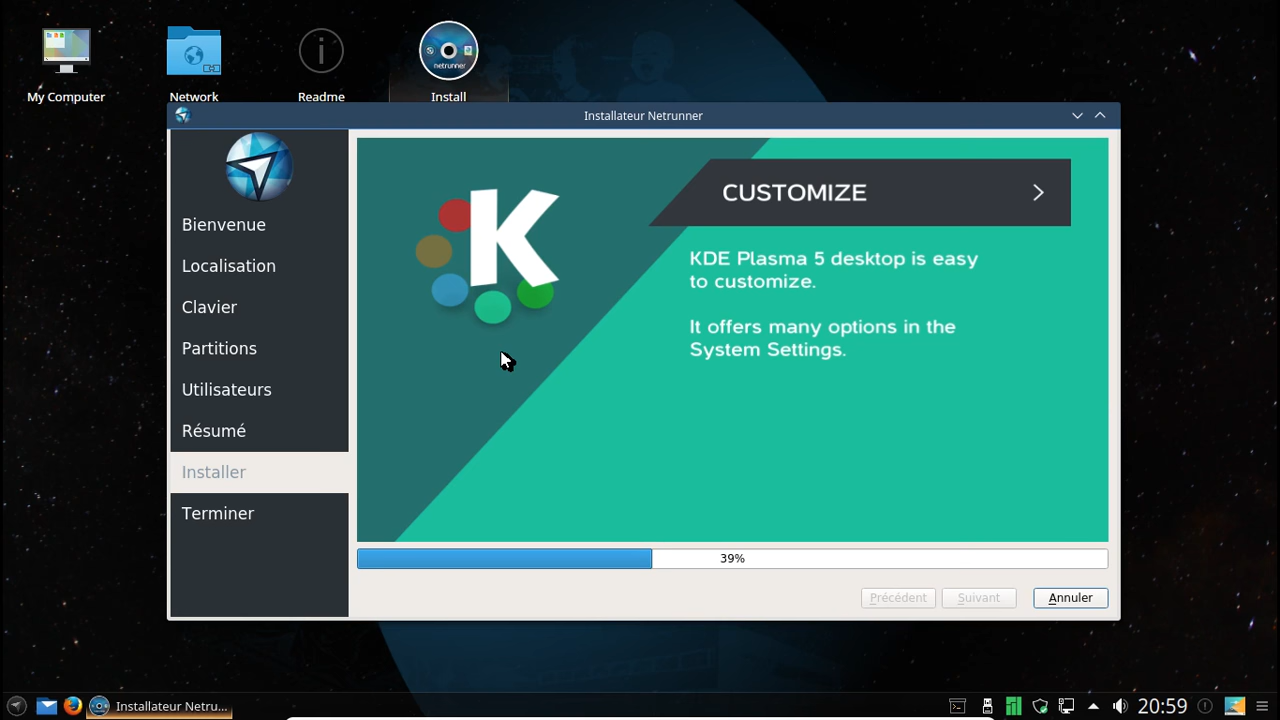 My Computer
Network
Readme
netrunner
Install
Installateur Netrunner
Bienvenue
Localisation
Clavier
Partitions
Utilisateurs
Résumé
Installer
Terminer
K
CUSTOMIZE
KDE Plasma 5 desktop is easy
to customize.
It offers many options in the
System Settings.
39%
Précédent
Suivant
Annuler
Installateur Netru...
20:59